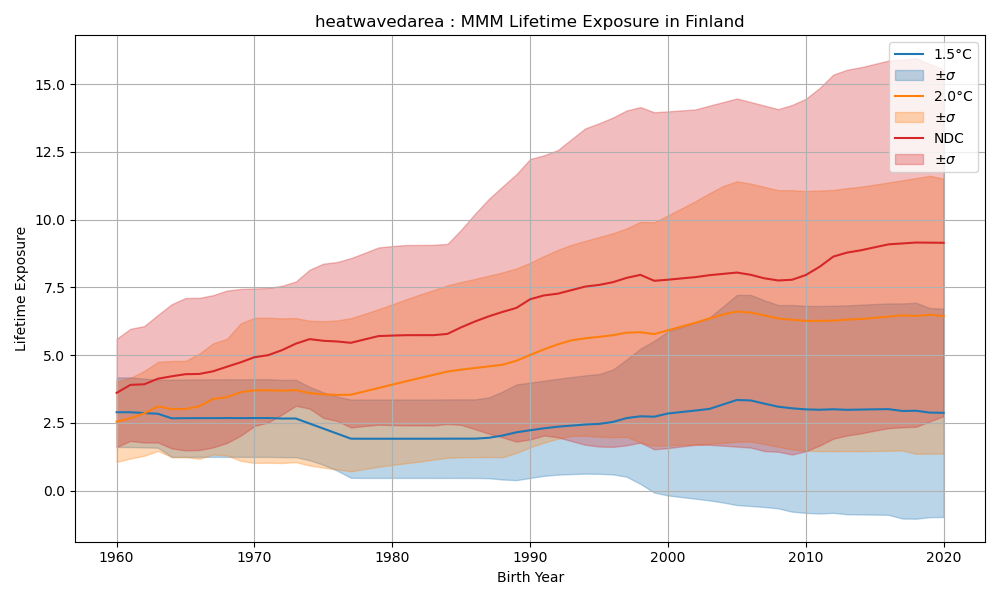 heatwavedarea : MMM Lifetime Exposure in Finland
Lifetime Exposure
15.0
12.5
10.0
7.5
5.0
2.5
0.0
1960
1970
1980
1990
2000
2010
2020
Birth Year
1.5°C
±σ
2.0°C
±σ
NDC
±σ